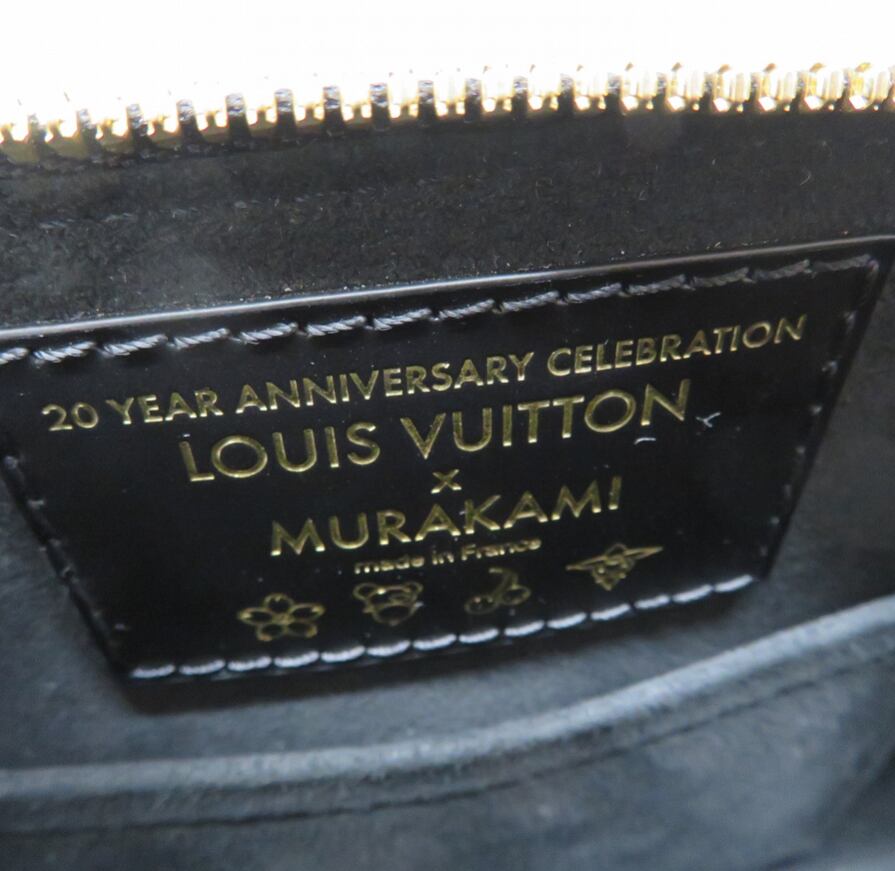 20 YEAR ANNIVERSARY CELEBRATION
LOUIS VUITTON
x
MURAKAMI
made in France